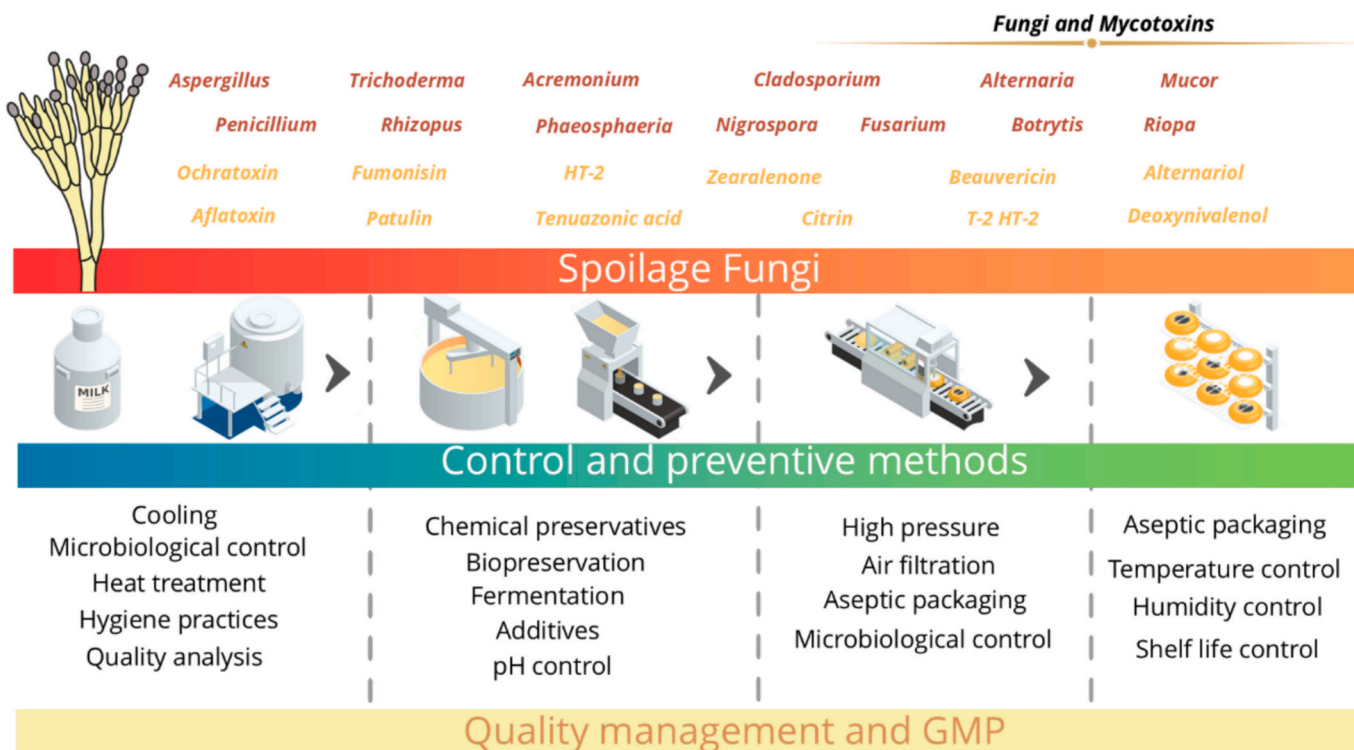 Fungi and Mycotoxins
Aspergillus Trichoderma Acremonium Cladosporium Alternaria Mucor
Penicillium Rhizopus Phaeosphaeria Nigrospora Fusarium Botrytis Riopa
Ochratoxin Fumonisin HT-2 Zearalenone Beauvericin Alternariol
Aflatoxin Patulin Tenuazonic acid Citrin T-2 HT-2 Deoxynivalenol
Spoilage Fungi
MILK
Control and preventive methods
Cooling
Microbiological control
Heat treatment
Hygiene practices
Quality analysis
Chemical preservatives
Biopreservation
Fermentation
Additives
pH control
High pressure
Air filtration
Aseptic packaging
Microbiological control
Aseptic packaging
Temperature control
Humidity control
Shelf life control
Quality management and GMP